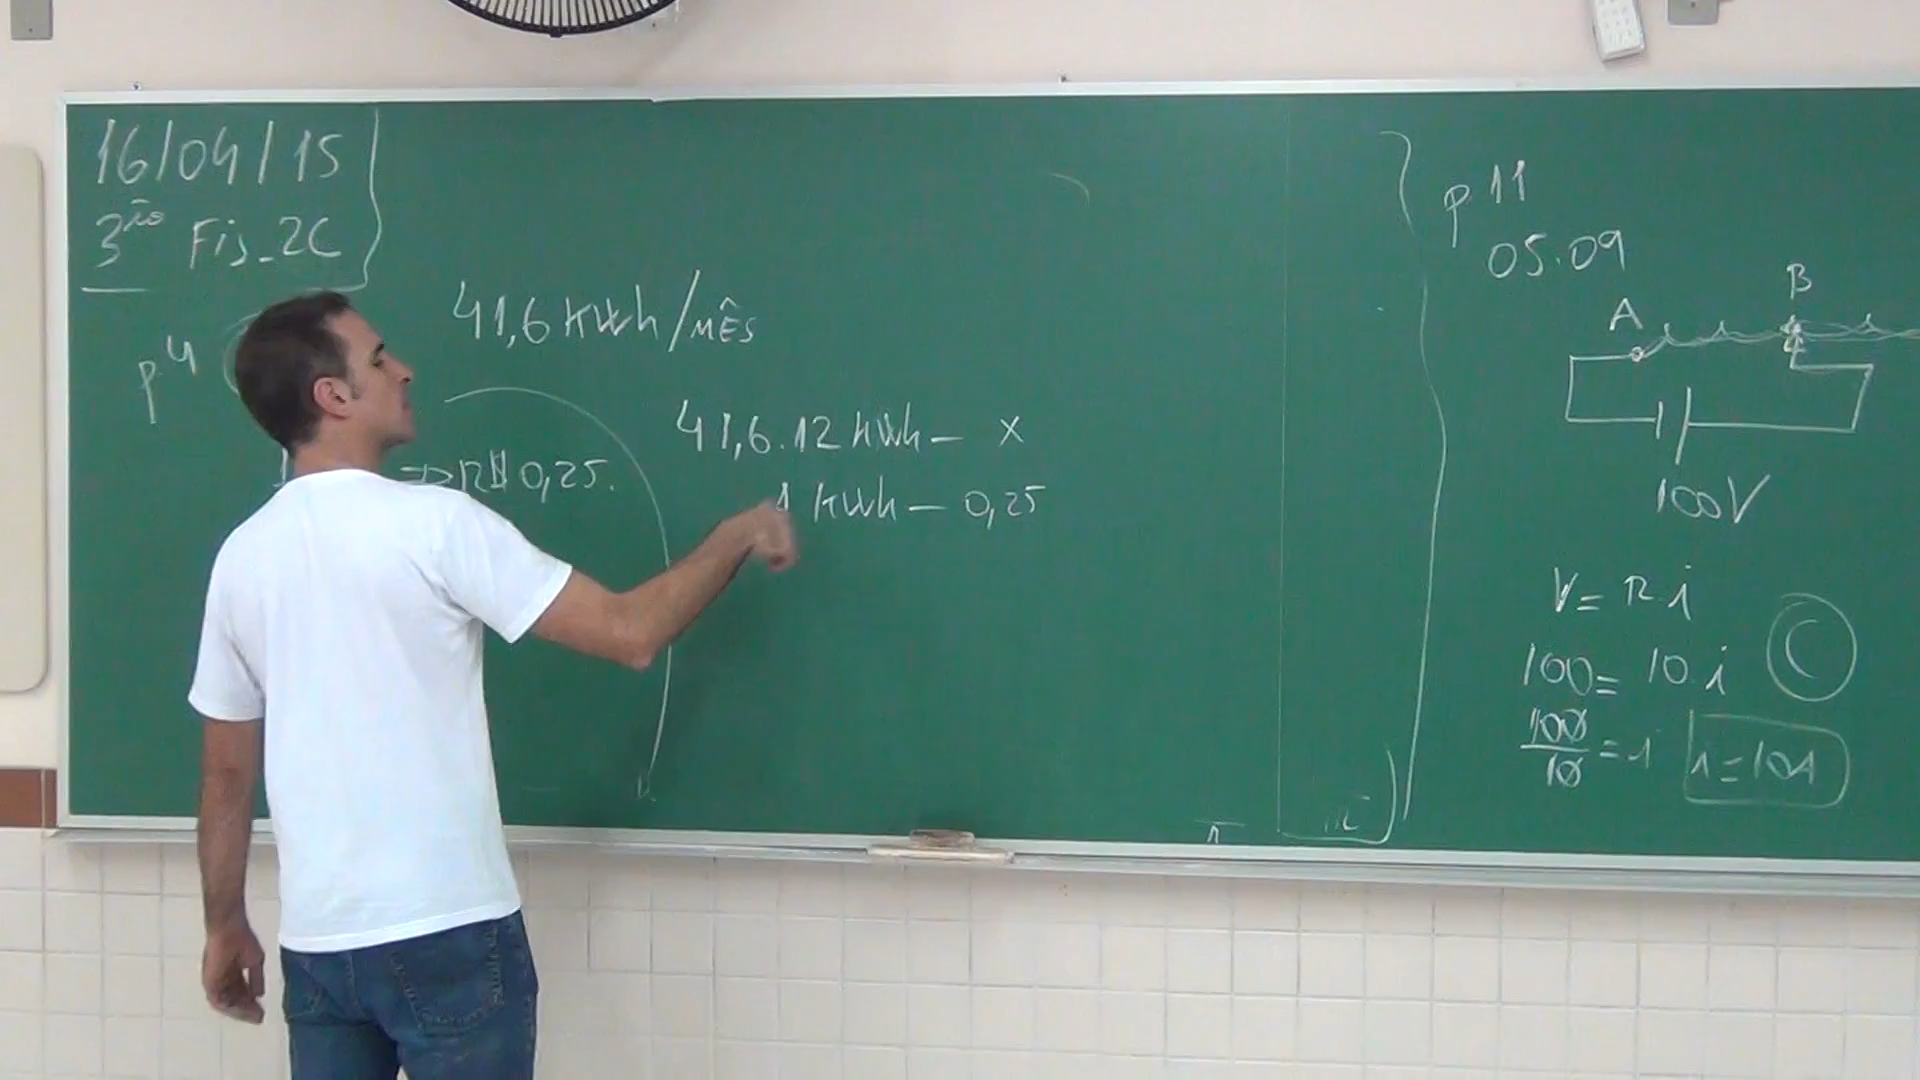 16/04/15
3ão Fis_2C
p.4
41,6 kWh/MÊS
⇒ R$ 0,25.
41,6.12 kWh — x
1 kWh — 0,25
p.11
05.09
A
B
100V
V = R.i
100 = 10.i
C
100/10 = i
i = 10A